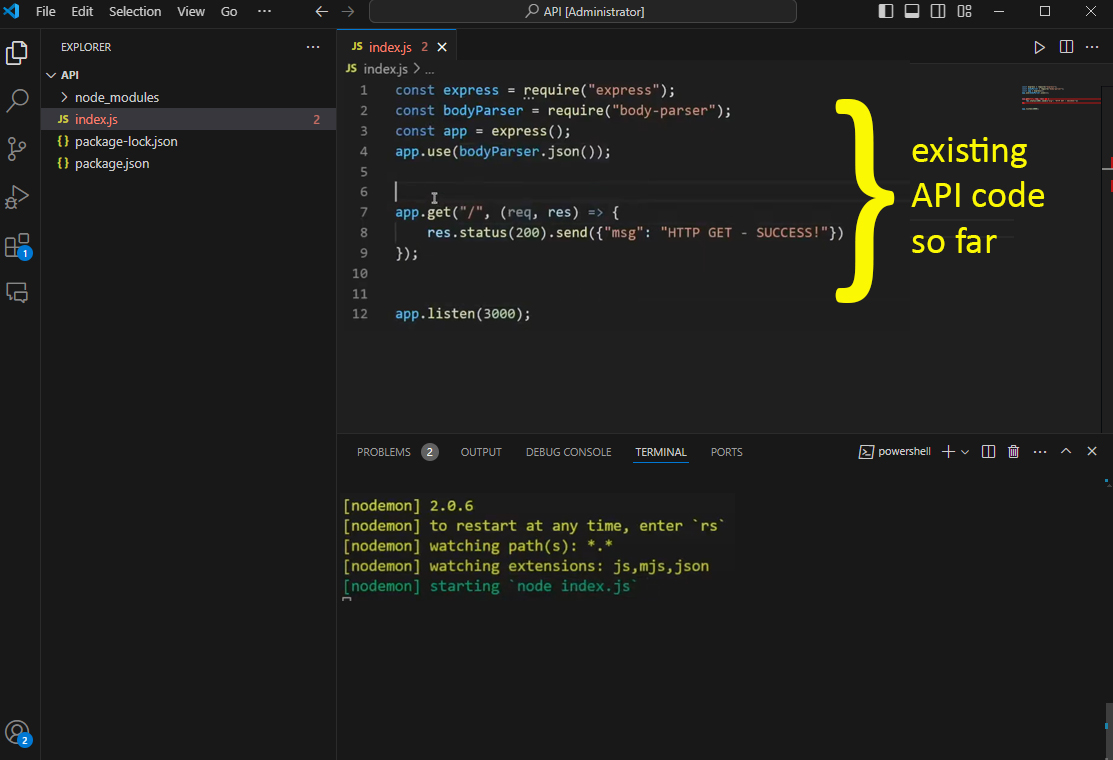 File Edit Selection View Go ··· API [Administrator]
EXPLORER ···
API
node_modules
JS index.js 2
{} package-lock.json
{} package.json
JS index.js 2
JS index.js > ...
1 const express = require("express");
2 const bodyParser = require("body-parser");
3 const app = express();
4 app.use(bodyParser.json());
5
6
7 app.get("/", (req, res) => {
8 res.status(200).send({"msg": "HTTP GET - SUCCESS!"})
9 });
10
11
12 app.listen(3000);
existing
API code
so far
1
2
PROBLEMS 2 OUTPUT DEBUG CONSOLE TERMINAL PORTS powershell
[nodemon] 2.0.6
[nodemon] to restart at any time, enter `rs`
[nodemon] watching path(s): *.*
[nodemon] watching extensions: js,mjs,json
[nodemon] starting `node index.js`